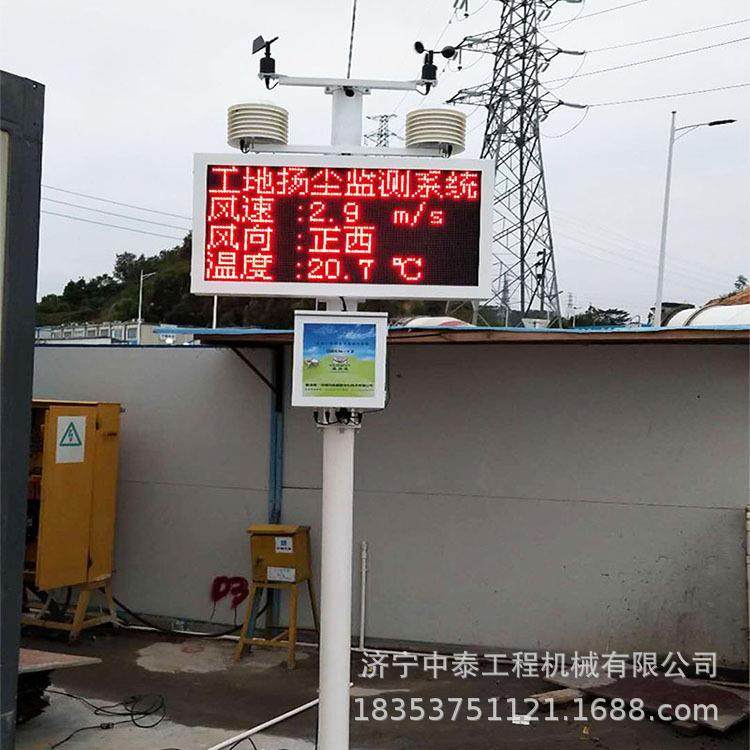 工地扬尘监测系统
风速 :2.9 m/s
风向 :正西
温度 :20.7 ℃
D3
济宁中泰工程机械有限公司
18353751121.1688.com